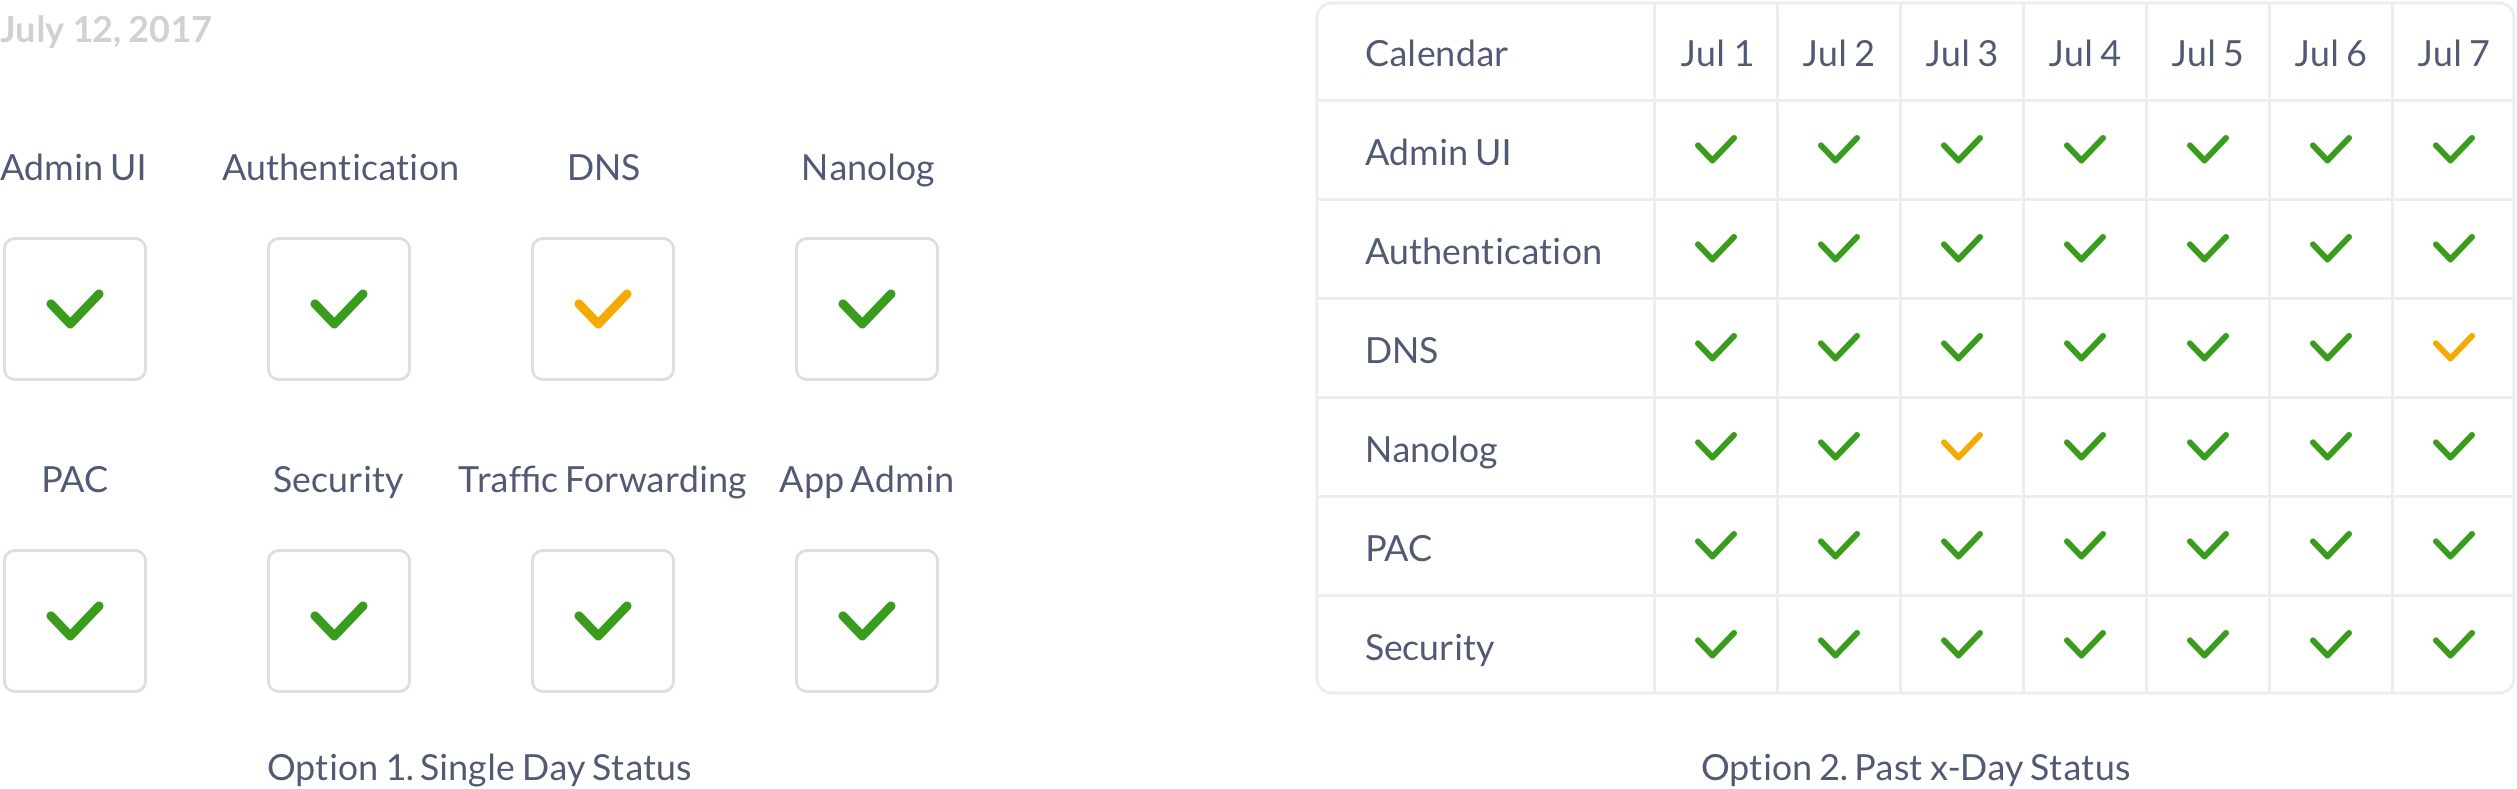 July 12, 2017
Admin UI Authentication DNS Nanolog
PAC Security Traffic Forwarding App Admin
Option 1. Single Day Status
Calendar Jul 1 Jul 2 Jul 3 Jul 4 Jul 5 Jul 6 Jul 7
Admin UI
Authentication
DNS
Nanolog
PAC
Security
Option 2. Past x-Day Status